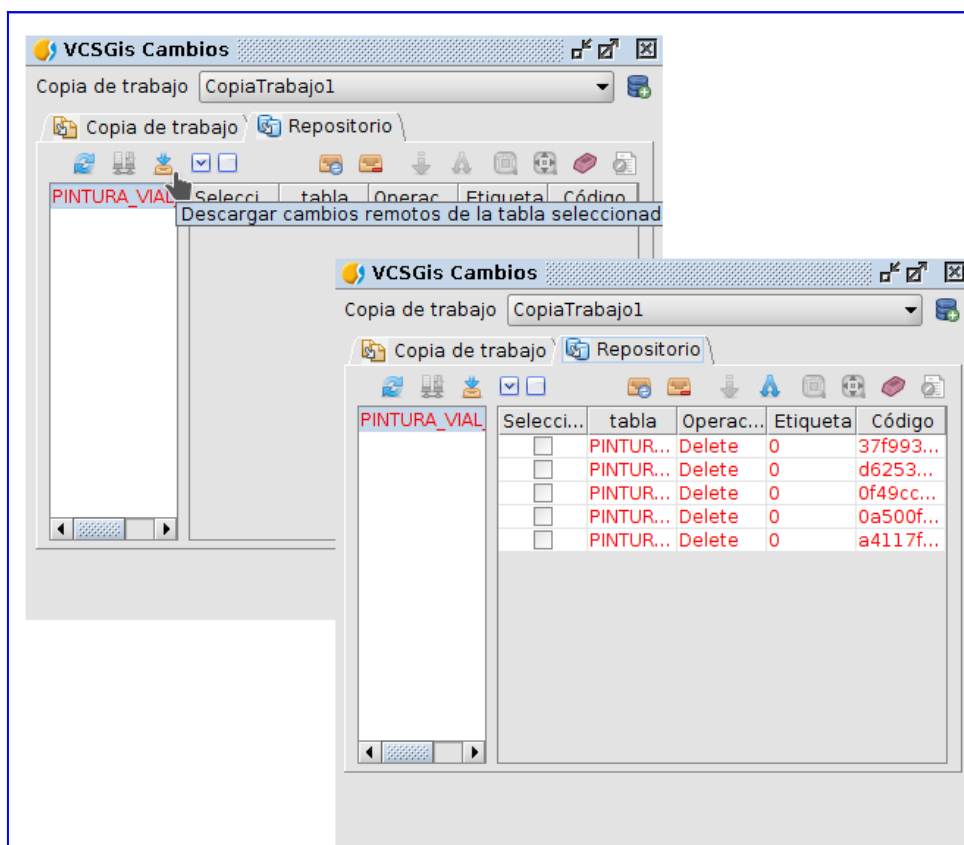 VCSGis Cambios
Copia de trabajo CopiaTrabajo1
Copia de trabajo Repositorio
PINTURA_VIAL Selecci tabla Operac Etiqueta Código
Descargar cambios remotos de la tabla seleccionad
VCSGis Cambios
Copia de trabajo CopiaTrabajo1
Copia de trabajo Repositorio
PINTURA_VIAL_ Selecci... tabla Operac... Etiqueta Código
PINTUR... Delete 0 37f993...
PINTUR... Delete 0 d6253...
PINTUR... Delete 0 0f49cc...
PINTUR... Delete 0 0a500f...
PINTUR... Delete 0 a4117f...